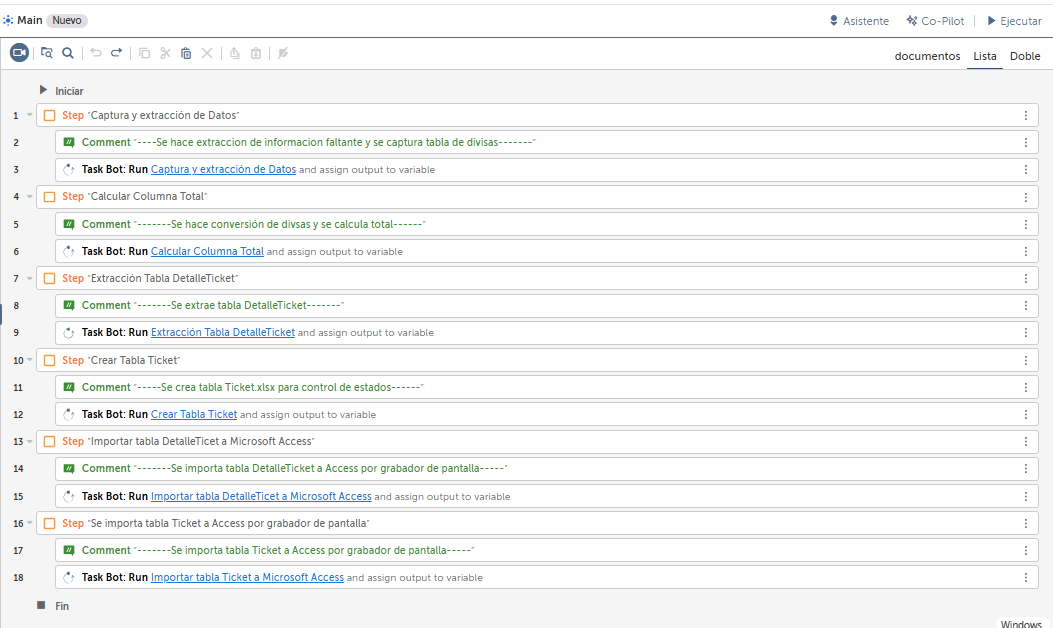 Main Nuevo Asistente Co-Pilot Ejecutar
documentos Lista Doble
Iniciar
1 Step "Captura y extracción de Datos"
2 Comment "----Se hace extraccion de informacion faltante y se captura tabla de divisas-------"
3 Task Bot: Run Captura y extracción de Datos and assign output to variable
4 Step "Calcular Columna Total"
5 Comment "-------Se hace conversión de divsas y se calcula total------"
6 Task Bot: Run Calcular Columna Total and assign output to variable
7 Step "Extracción Tabla DetalleTicket"
8 Comment "-------Se extrae tabla DetalleTicket-------"
9 Task Bot: Run Extracción Tabla DetalleTicket and assign output to variable
10 Step "Crear Tabla Ticket"
11 Comment "-----Se crea tabla Ticket.xlsx para control de estados------"
12 Task Bot: Run Crear Tabla Ticket and assign output to variable
13 Step "Importar tabla DetalleTicet a Microsoft Access"
14 Comment "-------Se importa tabla DetalleTicket a Access por grabador de pantalla-----"
15 Task Bot: Run Importar tabla DetalleTicet a Microsoft Access and assign output to variable
16 Step "Se importa tabla Ticket a Access por grabador de pantalla"
17 Comment "-------Se importa tabla Ticket a Access por grabador de pantalla-----"
18 Task Bot: Run Importar tabla Ticket a Microsoft Access and assign output to variable
Fin
Windows